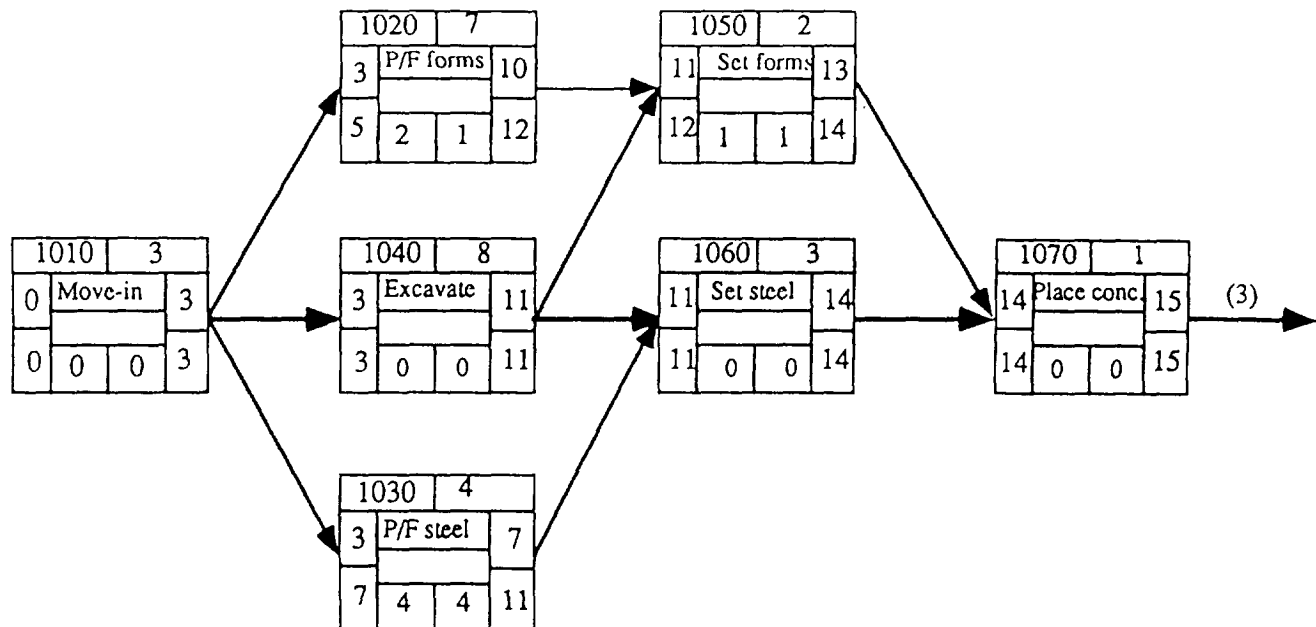 1020 7
P/F forms
3 10
5 2 1 12
1050 2
Set forms
11 13
12 1 1 14
1010 3
Move-in
0 3
0 0 0 3
1040 8
Excavate
3 11
3 0 0 11
1060 3
Set steel
11 14
11 0 0 14
1070 1
Place conc.
14 15
14 0 0 15
(3)
1030 4
P/F steel
3 7
7 4 4 11